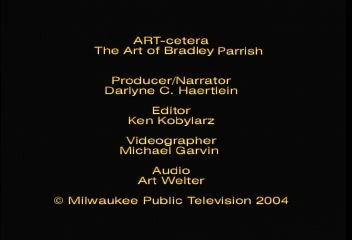 ART-cetera
The Art of Bradley Parrish
Producer/Narrator
Darlyne C. Haertlein
Editor
Ken Kobylarz
Videographer
Michael Garvin
Audio
Art Welter
© Milwaukee Public Television 2004